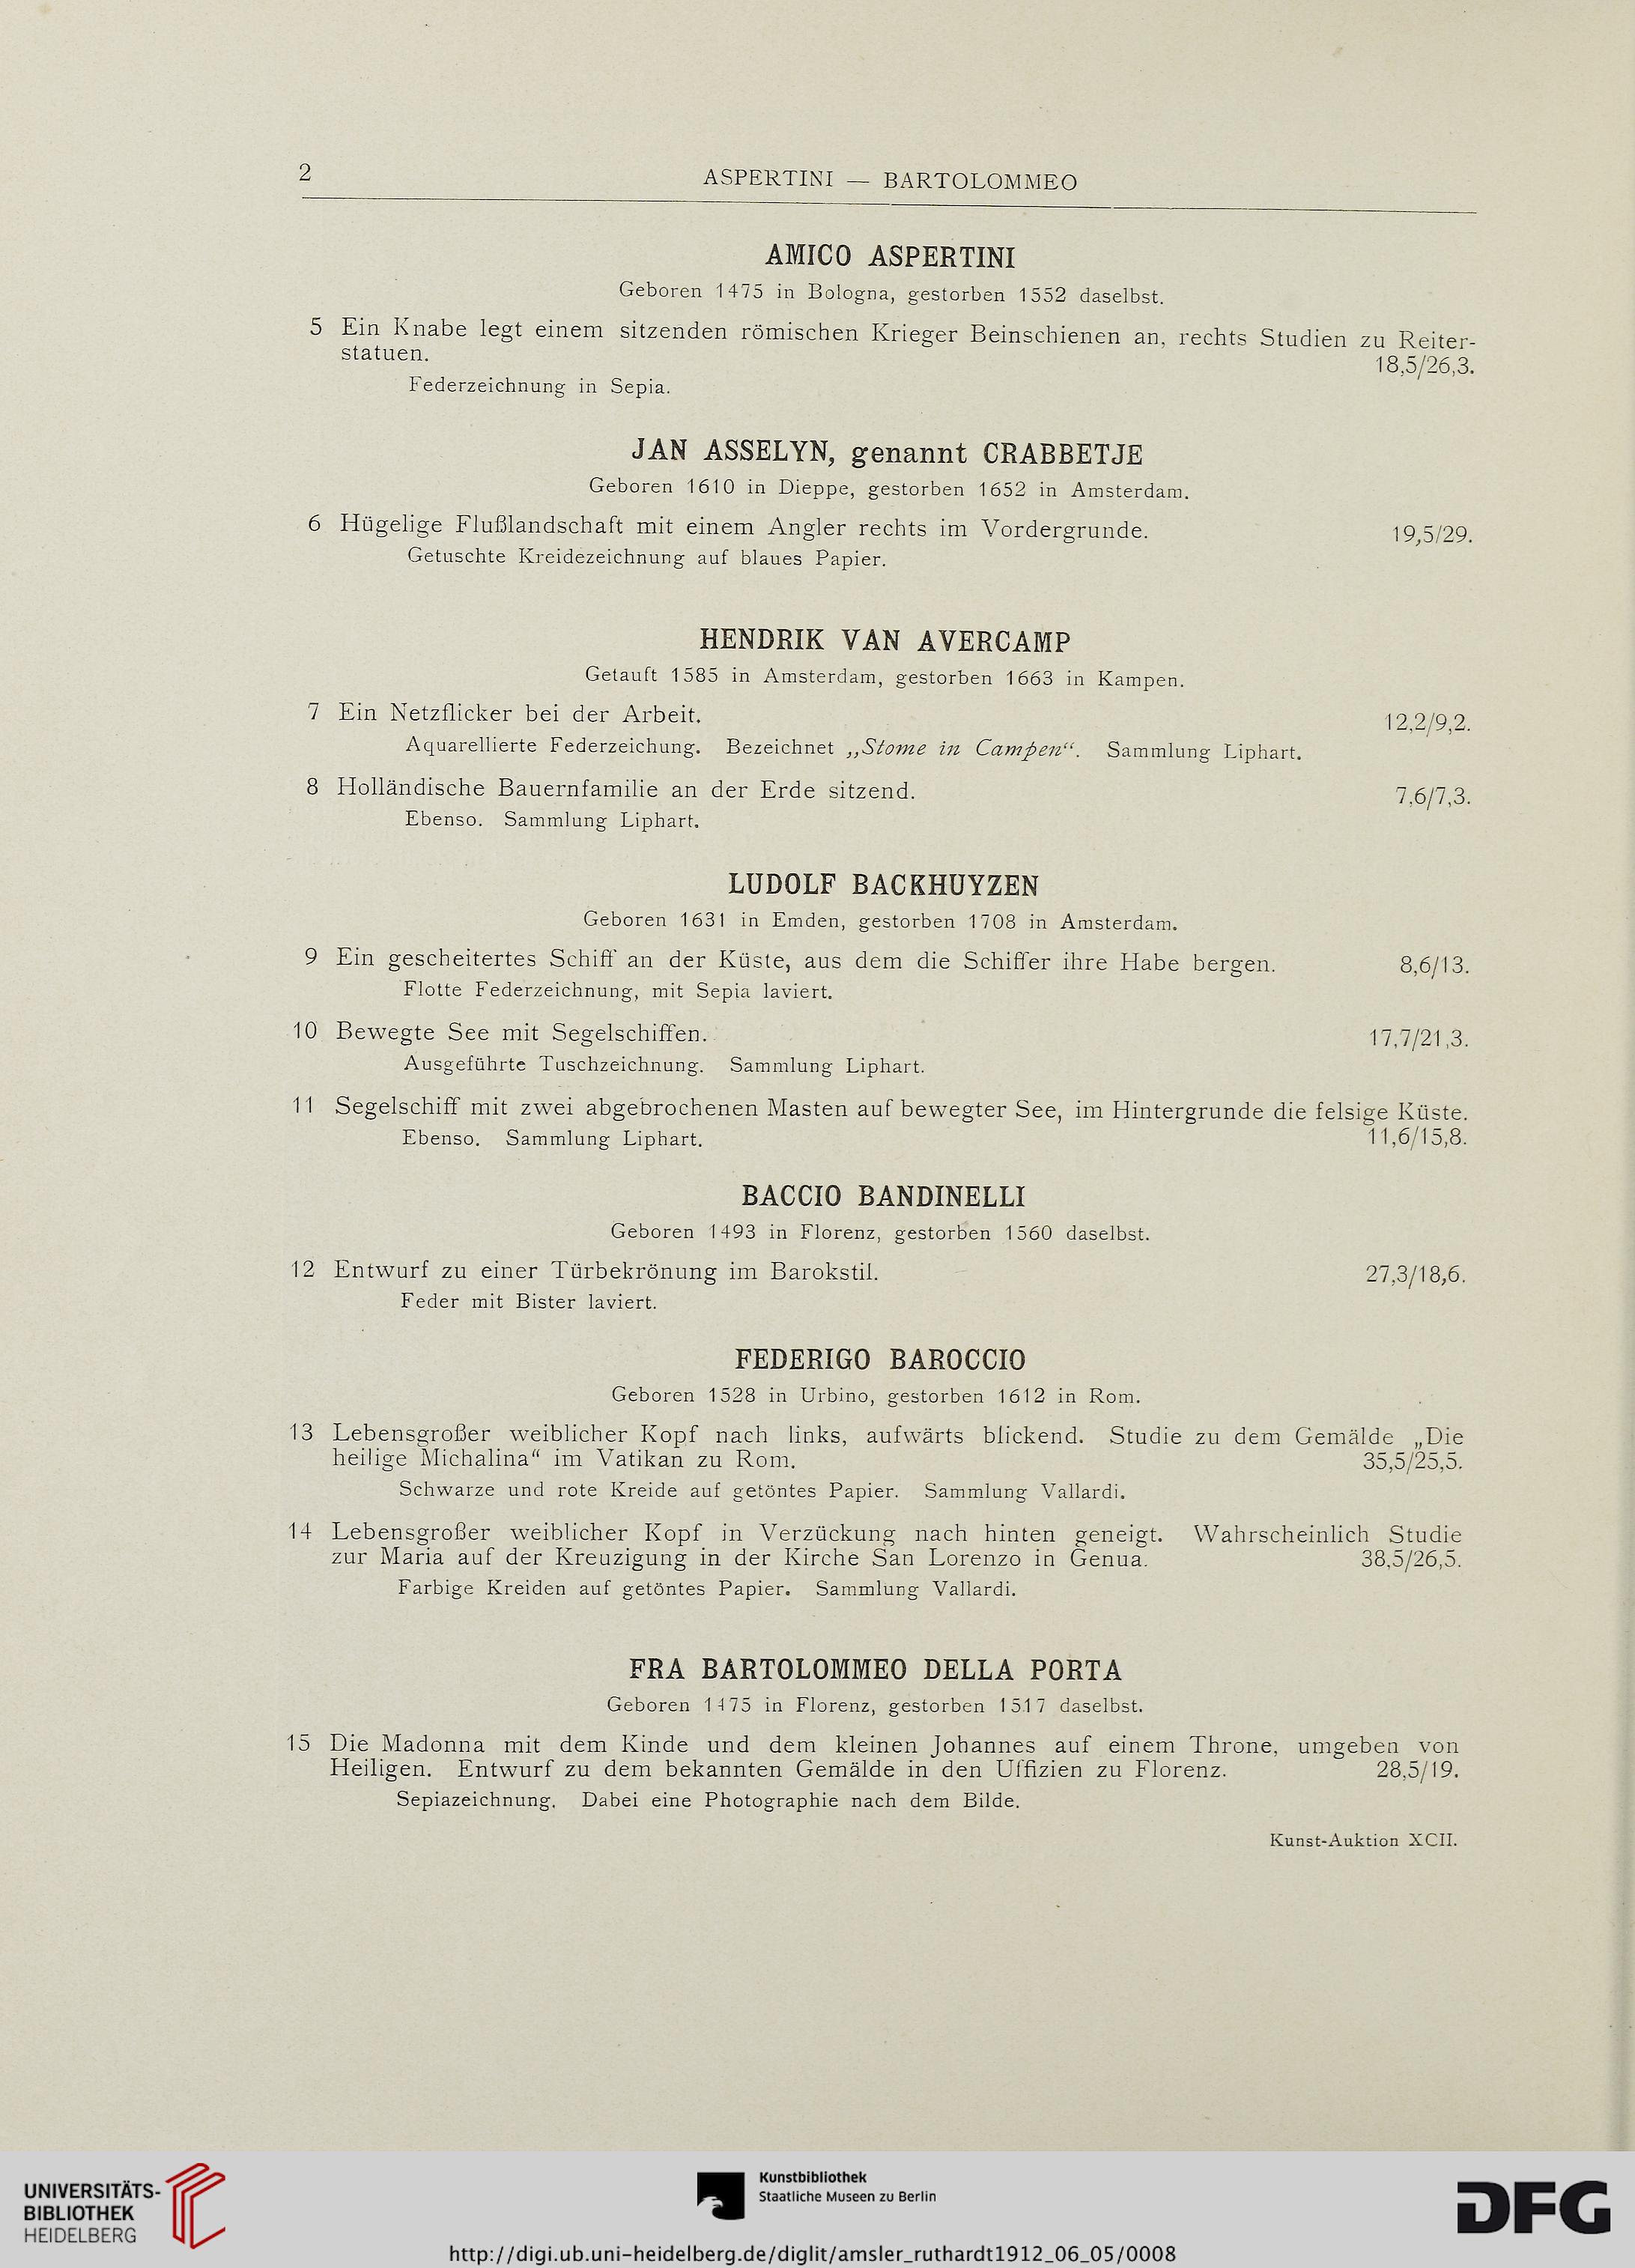 2
ASPERTINI — BARTOLOMMEO
AMICO ASPERTINI
Geboren 1475 in Bologna, gestorben 1552 daselbst.
5 Ein Knabe legt einem sitzenden römischen Krieger Beinschienen an, rechts Studien zu Reiter-
statuen. 18,5/26,3.
Federzeichnung in Sepia.
JAN ASSELYN, genannt CRABBETJE
Geboren 1610 in Dieppe, gestorben 1652 in Amsterdam.
6 Hügelige Flußlandschaft mit einem Angler rechts im Vordergrunde. 19,5/29.
Getuschte Kreidezeichnung auf blaues Papier.
HENDRIK VAN AVERCAMP
Getauft 1585 in Amsterdam, gestorben 1663 in Kampen.
7 Ein Netzflicker bei der Arbeit. 12,2/9,2.
Aquarellierte Federzeichung. Bezeichnet „Stome in Campen“. Sammlung Liphart.
8 Holländische Bauernfamilie an der Erde sitzend. 7,6/7,3.
Ebenso. Sammlung Liphart.
LUDOLF BACKHUYZEN
Geboren 1631 in Emden, gestorben 1708 in Amsterdam.
9 Ein gescheitertes Schiff an der Küste, aus dem die Schiffer ihre Habe bergen. 8,6/13.
Flotte Federzeichnung, mit Sepia laviert.
10 Bewegte See mit Segelschiffen. 17,7/21,3.
Ausgeführte Tuschzeichnung. Sammlung Liphart.
11 Segelschiff mit zwei abgebrochenen Masten auf bewegter See, im Hintergrunde die felsige Küste.
Ebenso. Sammlung Liphart. 11,6/15,8.
BACCIO BANDINELLI
Geboren 1493 in Florenz, gestorben 1560 daselbst.
12 Entwurf zu einer Türbekrönung im Barokstil. 27,3/18,6.
Feder mit Bister laviert.
FEDERIGO BAROCCIO
Geboren 1528 in Urbino, gestorben 1612 in Rom.
13 Lebensgroßer weiblicher Kopf nach links, aufwärts blickend. Studie zu dem Gemälde „Die
heilige Michalina“ im Vatikan zu Rom. 35,5/25,5.
Schwarze und rote Kreide auf getöntes Papier. Sammlung Vallardi.
14 Lebensgroßer weiblicher Kopf in Verzückung nach hinten geneigt. Wahrscheinlich Studie
zur Maria auf der Kreuzigung in der Kirche San Lorenzo in Genua. 38,5/26,5.
Farbige Kreiden auf getöntes Papier. Sammlung Vallardi.
FRA BARTOLOMMEO DELLA PORTA
Geboren 1475 in Florenz, gestorben 1517 daselbst.
15 Die Madonna mit dem Kinde und dem kleinen Johannes auf einem Throne, umgeben von
Heiligen. Entwurf zu dem bekannten Gemälde in den Uffizien zu Florenz. 28,5/19.
Sepiazeichnung. Dabei eine Photographie nach dem Bilde.
Kunst-Auktion XCII.
UNIVERSITÄTS-
BIBLIOTHEK
HEIDELBERG
Kunstbibliothek
Staatliche Museen zu Berlin
DFG
http://digi.ub.uni-heidelberg.de/diglit/amsler_ruthardt1912_06_05/0008